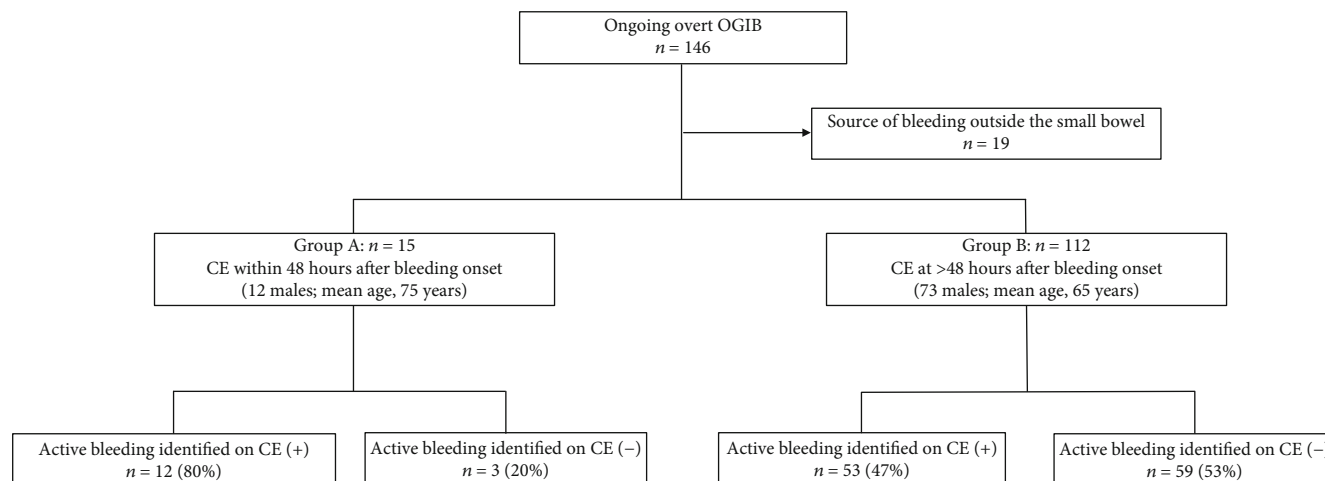 Ongoing overt OGIB
n = 146
Source of bleeding outside the small bowel
n = 19
Group A: n = 15
CE within 48 hours after bleeding onset
(12 males; mean age, 75 years)
Group B: n = 112
CE at >48 hours after bleeding onset
(73 males; mean age, 65 years)
Active bleeding identified on CE (+)
n = 12 (80%)
Active bleeding identified on CE (−)
n = 3 (20%)
Active bleeding identified on CE (+)
n = 53 (47%)
Active bleeding identified on CE (−)
n = 59 (53%)